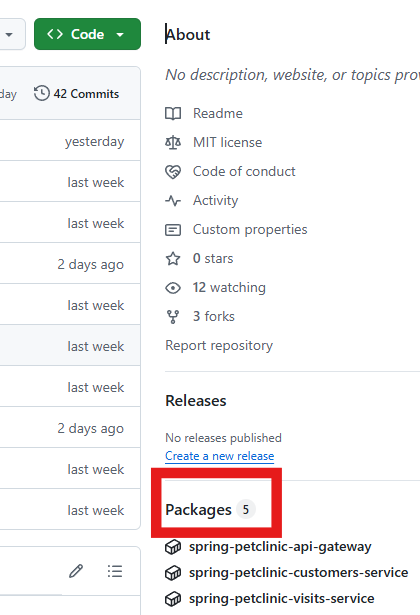 Code
day
42 Commits
yesterday
last week
last week
2 days ago
last week
last week
2 days ago
last week
last week
About
No description, website, or topics
Readme
MIT license
Code of conduct
Activity
Custom properties
0 stars
12 watching
3 forks
Report repository
Releases
No releases published
Create a new release
Packages 5
spring-petclinic-api-gateway
spring-petclinic-customers-service
spring-petclinic-visits-service